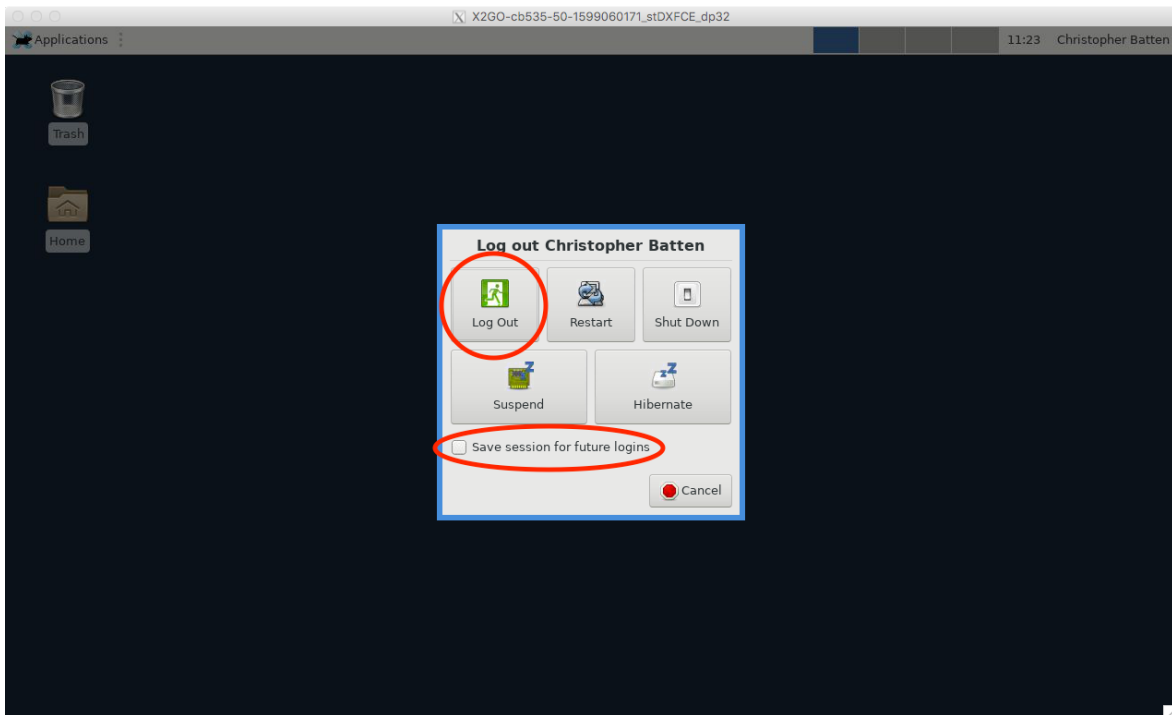 X2GO-cb535-50-1599060171_stDXFCE_dp32
Applications
11:23 Christopher Batten
Trash
Home
Log out Christopher Batten
Log Out Restart Shut Down
Suspend Hibernate
Save session for future logins
Cancel